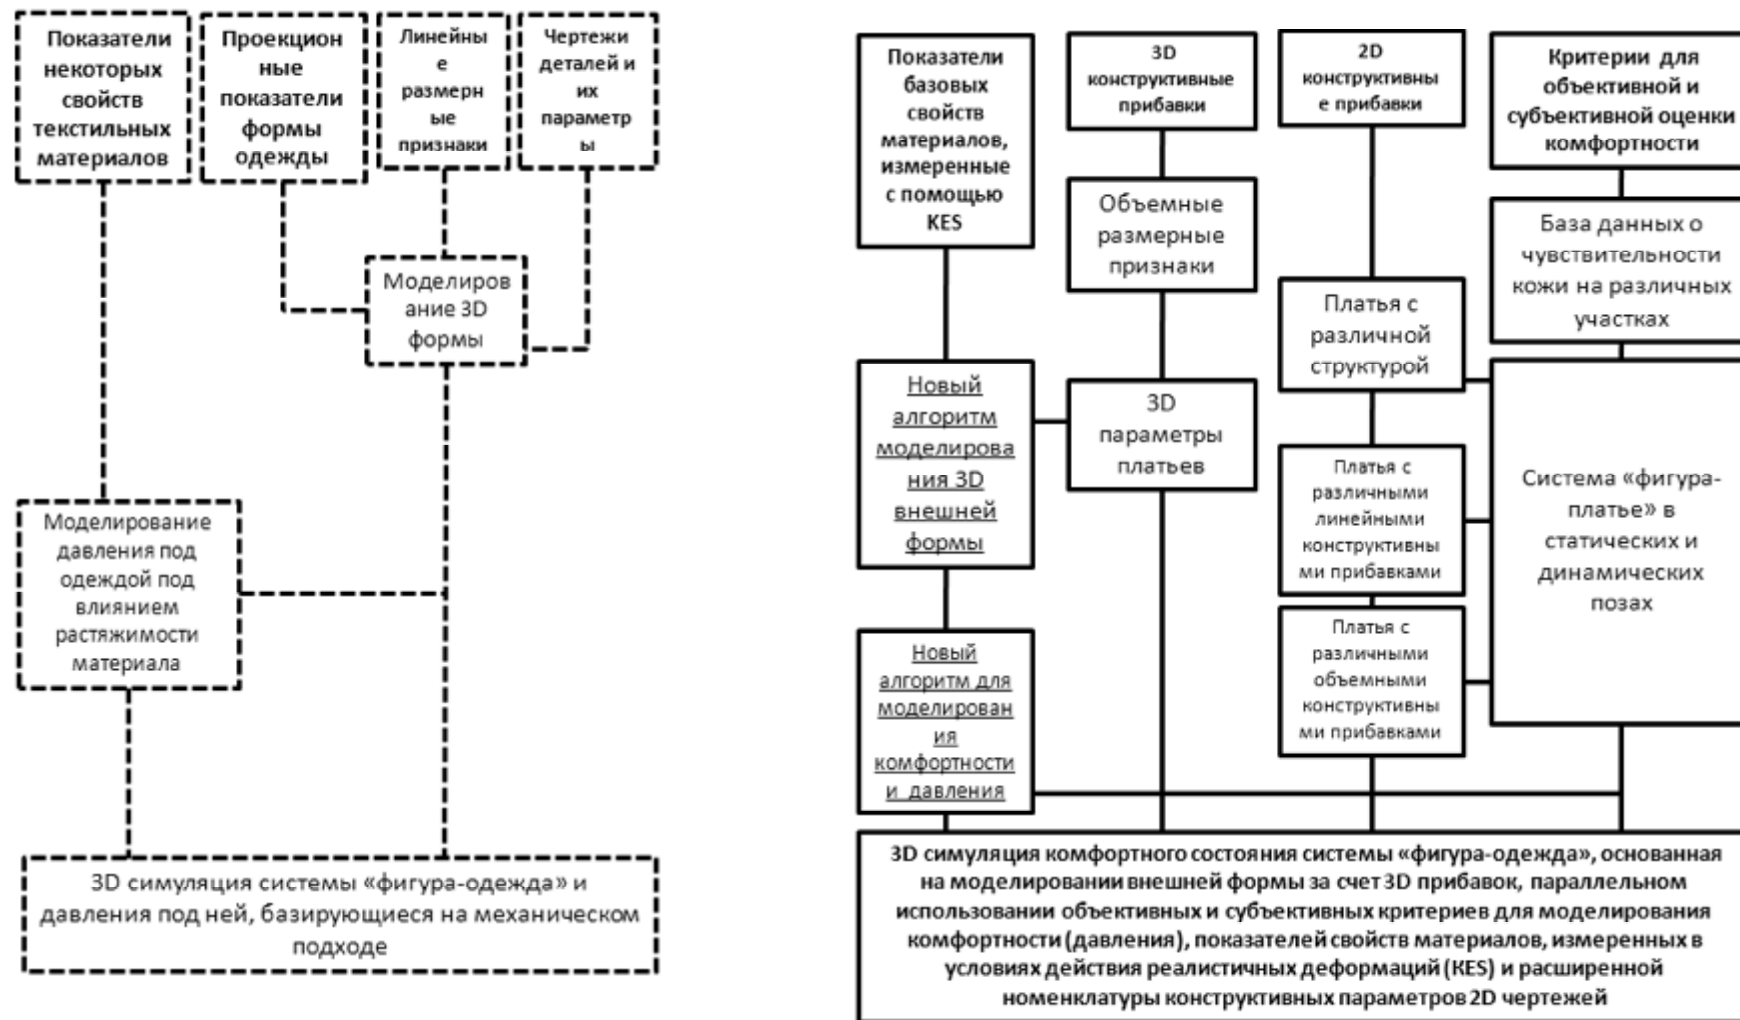 Показатели
некоторых
свойств
текстильных
материалов
Проекцион
ные
показатели
формы
одежды
Линейны
е
размерн
ые
признаки
Чертежи
деталей и
их
параметр
ы
Моделиров
ание 3D
формы
Моделирование
давления под
одеждой под
влиянием
растяжимости
материала
3D симуляция системы «фигура-одежда» и
давления под ней, базирующиеся на механическом
подходе
Показатели
базовых
свойств
материалов,
измеренные
с помощью
KES
3D
конструктивные
прибавки
2D
конструктивны
е прибавки
Критерии для
объективной и
субъективной оценки
комфортности
Объемные
размерные
признаки
База данных о
чувствительности
кожи на различных
участках
Платья с
различной
структурой
Новый
алгоритм
моделирова
ния 3D
внешней
формы
3D
параметры
платьев
Платья с
различными
линейными
конструктивны
ми прибавками
Система «фигура-
платье» в
статических и
динамических
позах
Новый
алгоритм для
моделирован
ия
комфортности
и давления
Платья с
различными
объемными
конструктивны
ми прибавками
3D симуляция комфортного состояния системы «фигура-одежда», основанная
на моделировании внешней формы за счет 3D прибавок, параллельном
использовании объективных и субъективных критериев для моделирования
комфортности (давления), показателей свойств материалов, измеренных в
условиях действия реалистичных деформаций (KES) и расширенной
номенклатуры конструктивных параметров 2D чертежей